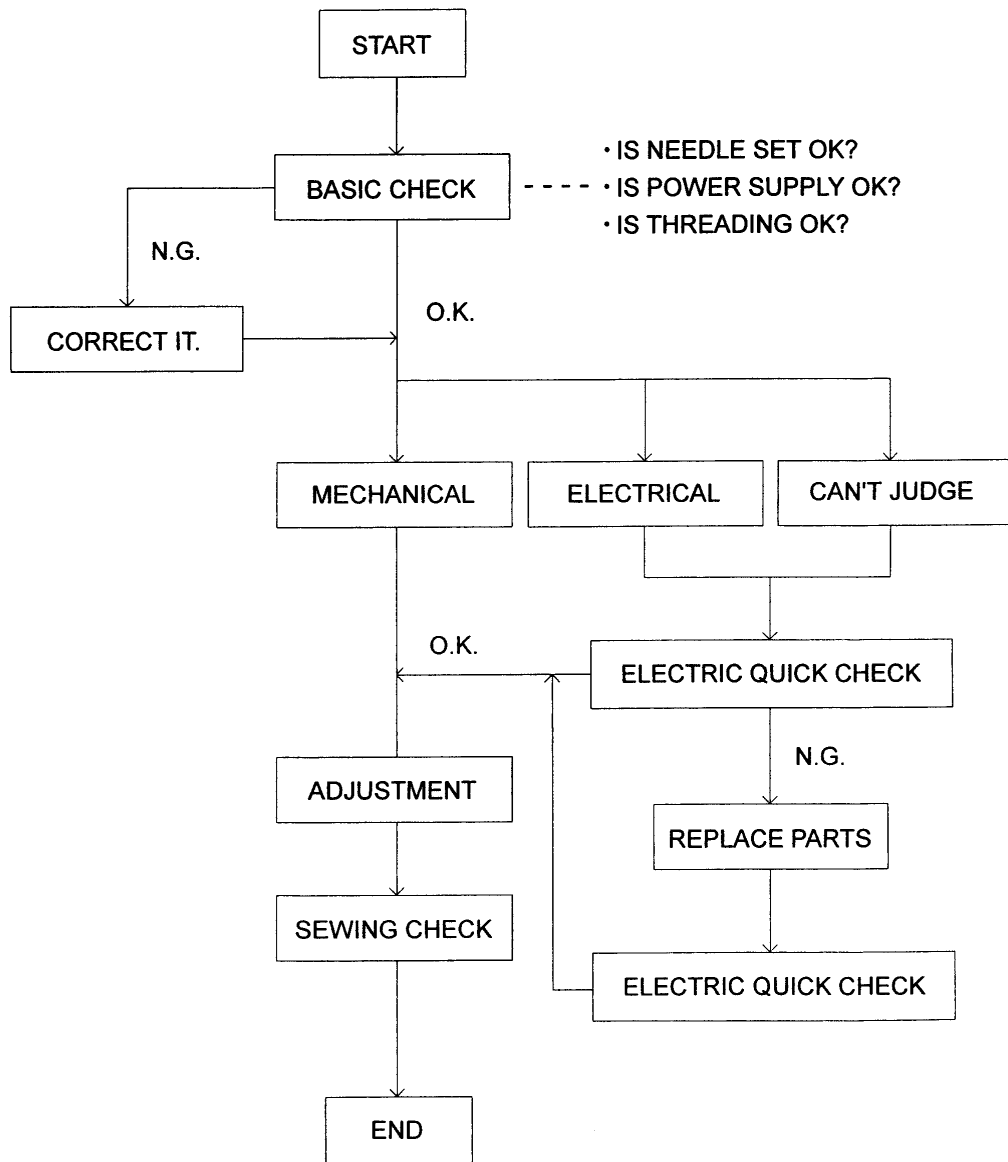 START
BASIC CHECK
· IS NEEDLE SET OK?
· IS POWER SUPPLY OK?
· IS THREADING OK?
N.G.
O.K.
CORRECT IT.
MECHANICAL
ELECTRICAL
CAN'T JUDGE
O.K.
ELECTRIC QUICK CHECK
N.G.
ADJUSTMENT
REPLACE PARTS
SEWING CHECK
ELECTRIC QUICK CHECK
END